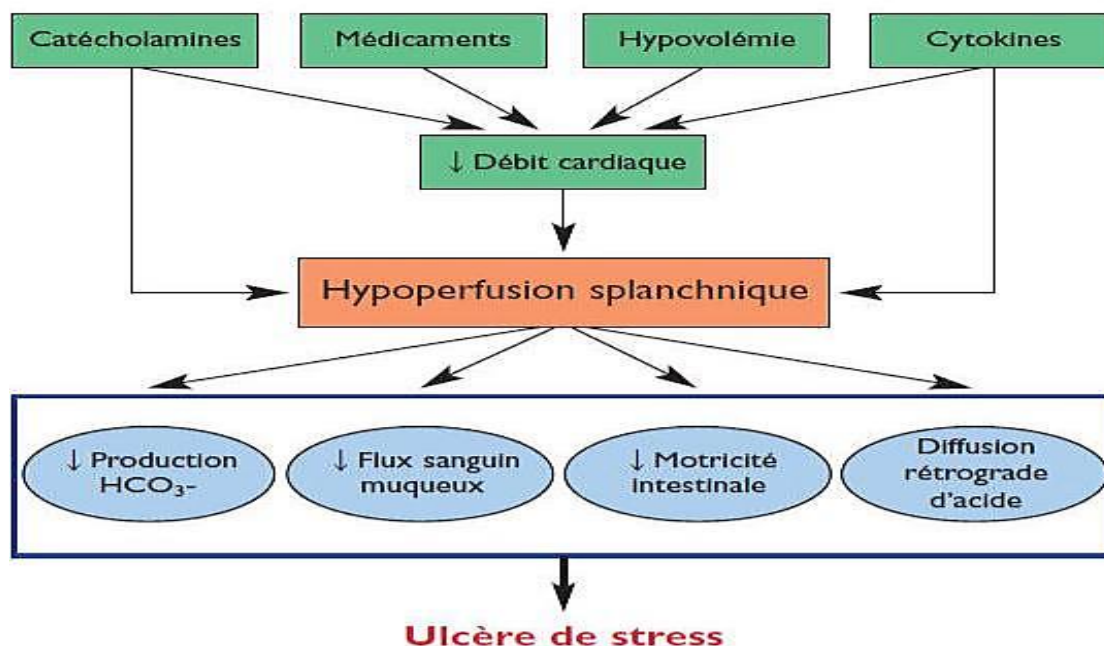 Catécholamines
Médicaments
Hypovolémie
Cytokines
↓ Débit cardiaque
Hypoperfusion splanchnique
↓ Production
HCO₃-
↓ Flux sanguin
muqueux
↓ Motricité
intestinale
Diffusion
rétrograde
d'acide
Ulcère de stress